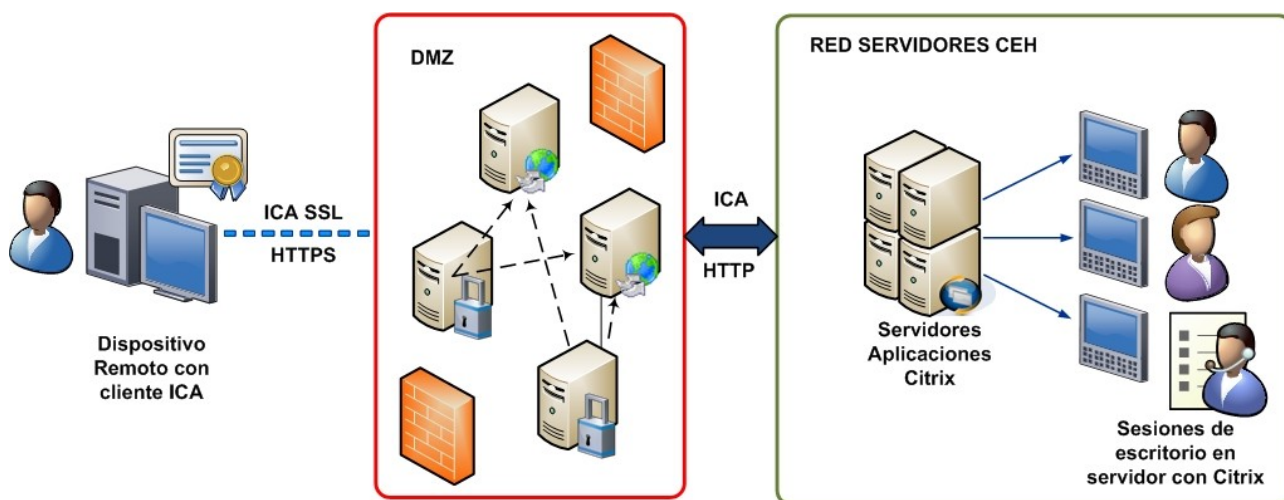 DMZ
RED SERVIDORES CEH
ICA SSL
HTTPS
ICA
HTTP
Dispositivo
Remoto con
cliente ICA
Servidores
Aplicaciones
Citrix
Sesiones de
escritorio en
servidor con Citrix